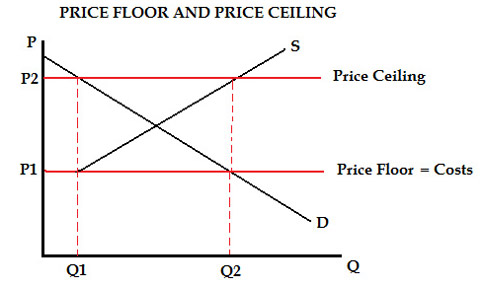 PRICE FLOOR AND PRICE CEILING
P
S
P2
Price Ceiling
P1
Price Floor = Costs
D
Q1
Q2
Q